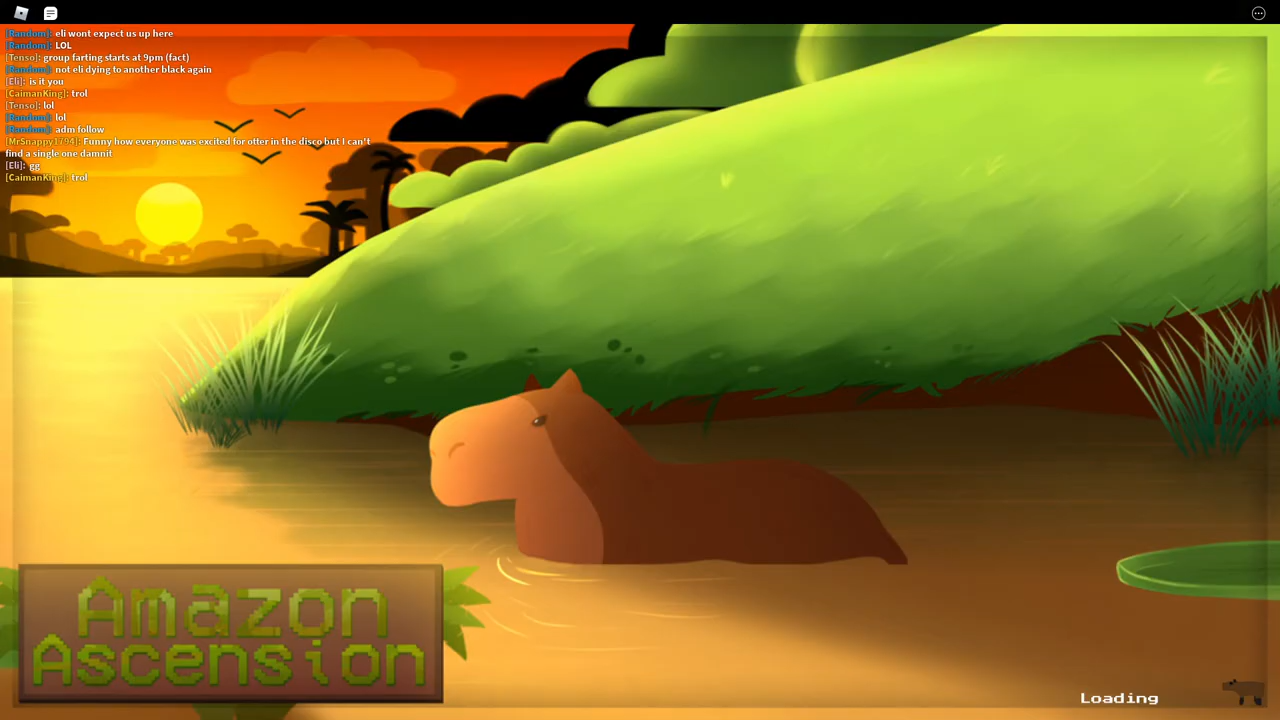 [Random]: eli wont expect us up here
[Random]: LOL
[Tenso]: group farting starts at 9pm (fact)
[Random]: not eli dying to another black again
[Eli]: is it you
[CaimanKing]: trol
[Tenso]: lol
[Random]: lol
[Random]: adm follow
[MrSnappy1794]: Funny how everyone was excited for otter in the disco but I can't
find a single one damnit
[Eli]: gg
[CaimanKing]: trol
Amazon
Ascension
Loading